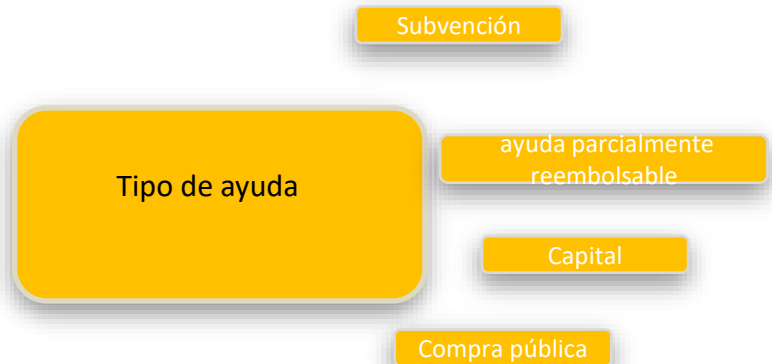 Subvención
Tipo de ayuda
ayuda parcialmente
reembolsable
Capital
Compra pública